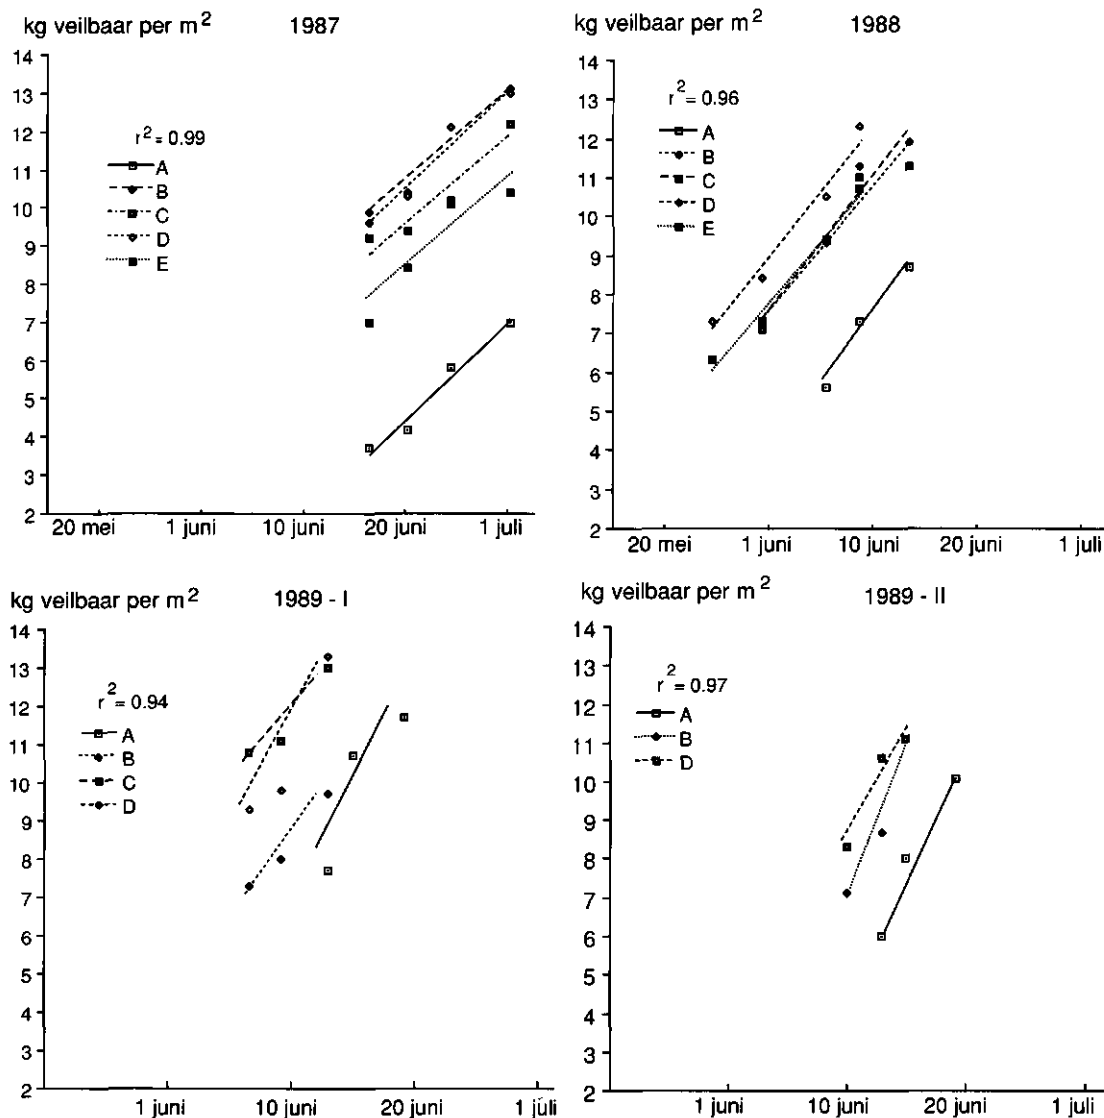 kg veilbaar per m2 1987
14
13
12
11
10
9
8
7
6
5
4
3
2
r2 = 0.99
A
B
C
D
E
20 mei 1 juni 10 juni 20 juni 1 juli
kg veilbaar per m2 1988
14
13
12
11
10
9
8
7
6
5
4
3
2
r2 = 0.96
A
B
C
D
E
20 mei 1 juni 10 juni 20 juni 1 juli
kg veilbaar per m2 1989 - I
14
13
12
11
10
9
8
7
6
5
4
3
2
r2 = 0.94
A
B
C
D
1 juni 10 juni 20 juni 1 juli
kg veilbaar per m2 1989 - II
14
13
12
11
10
9
8
7
6
5
4
3
2
r2 = 0.97
A
B
D
1 juni 10 juni 20 juni 1 juli